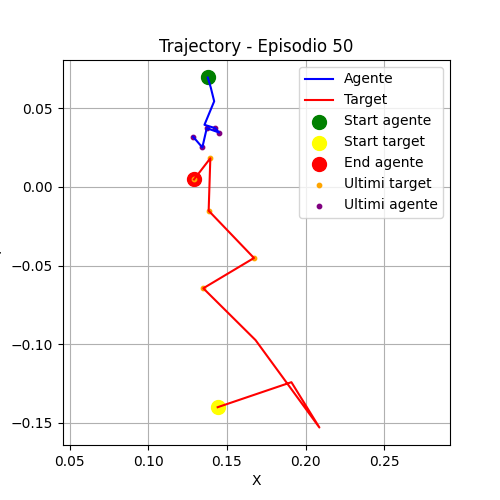 Trajectory - Episodio 50
Agente
Target
Start agente
Start target
End agente
Ultimi target
Ultimi agente
0.05
0.00
−0.05
−0.10
−0.15
0.05
0.10
0.15
0.20
0.25
X